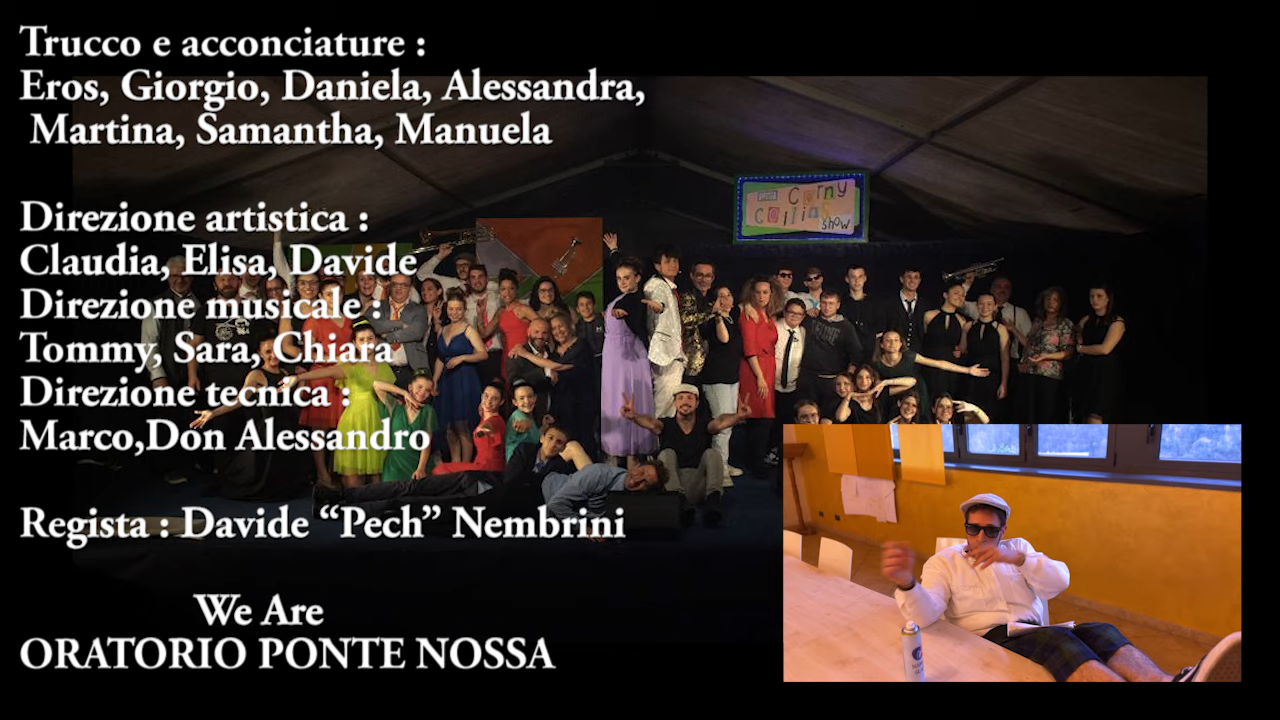 Trucco e acconciature :
Eros, Giorgio, Daniela, Alessandra,
Martina, Samantha, Manuela
Direzione artistica :
Claudia, Elisa, Davide
Direzione musicale :
Tommy, Sara, Chiara
Direzione tecnica :
Marco,Don Alessandro
Regista : Davide “Pech” Nembrini
We Are
ORATORIO PONTE NOSSA
Corny
Collins
show